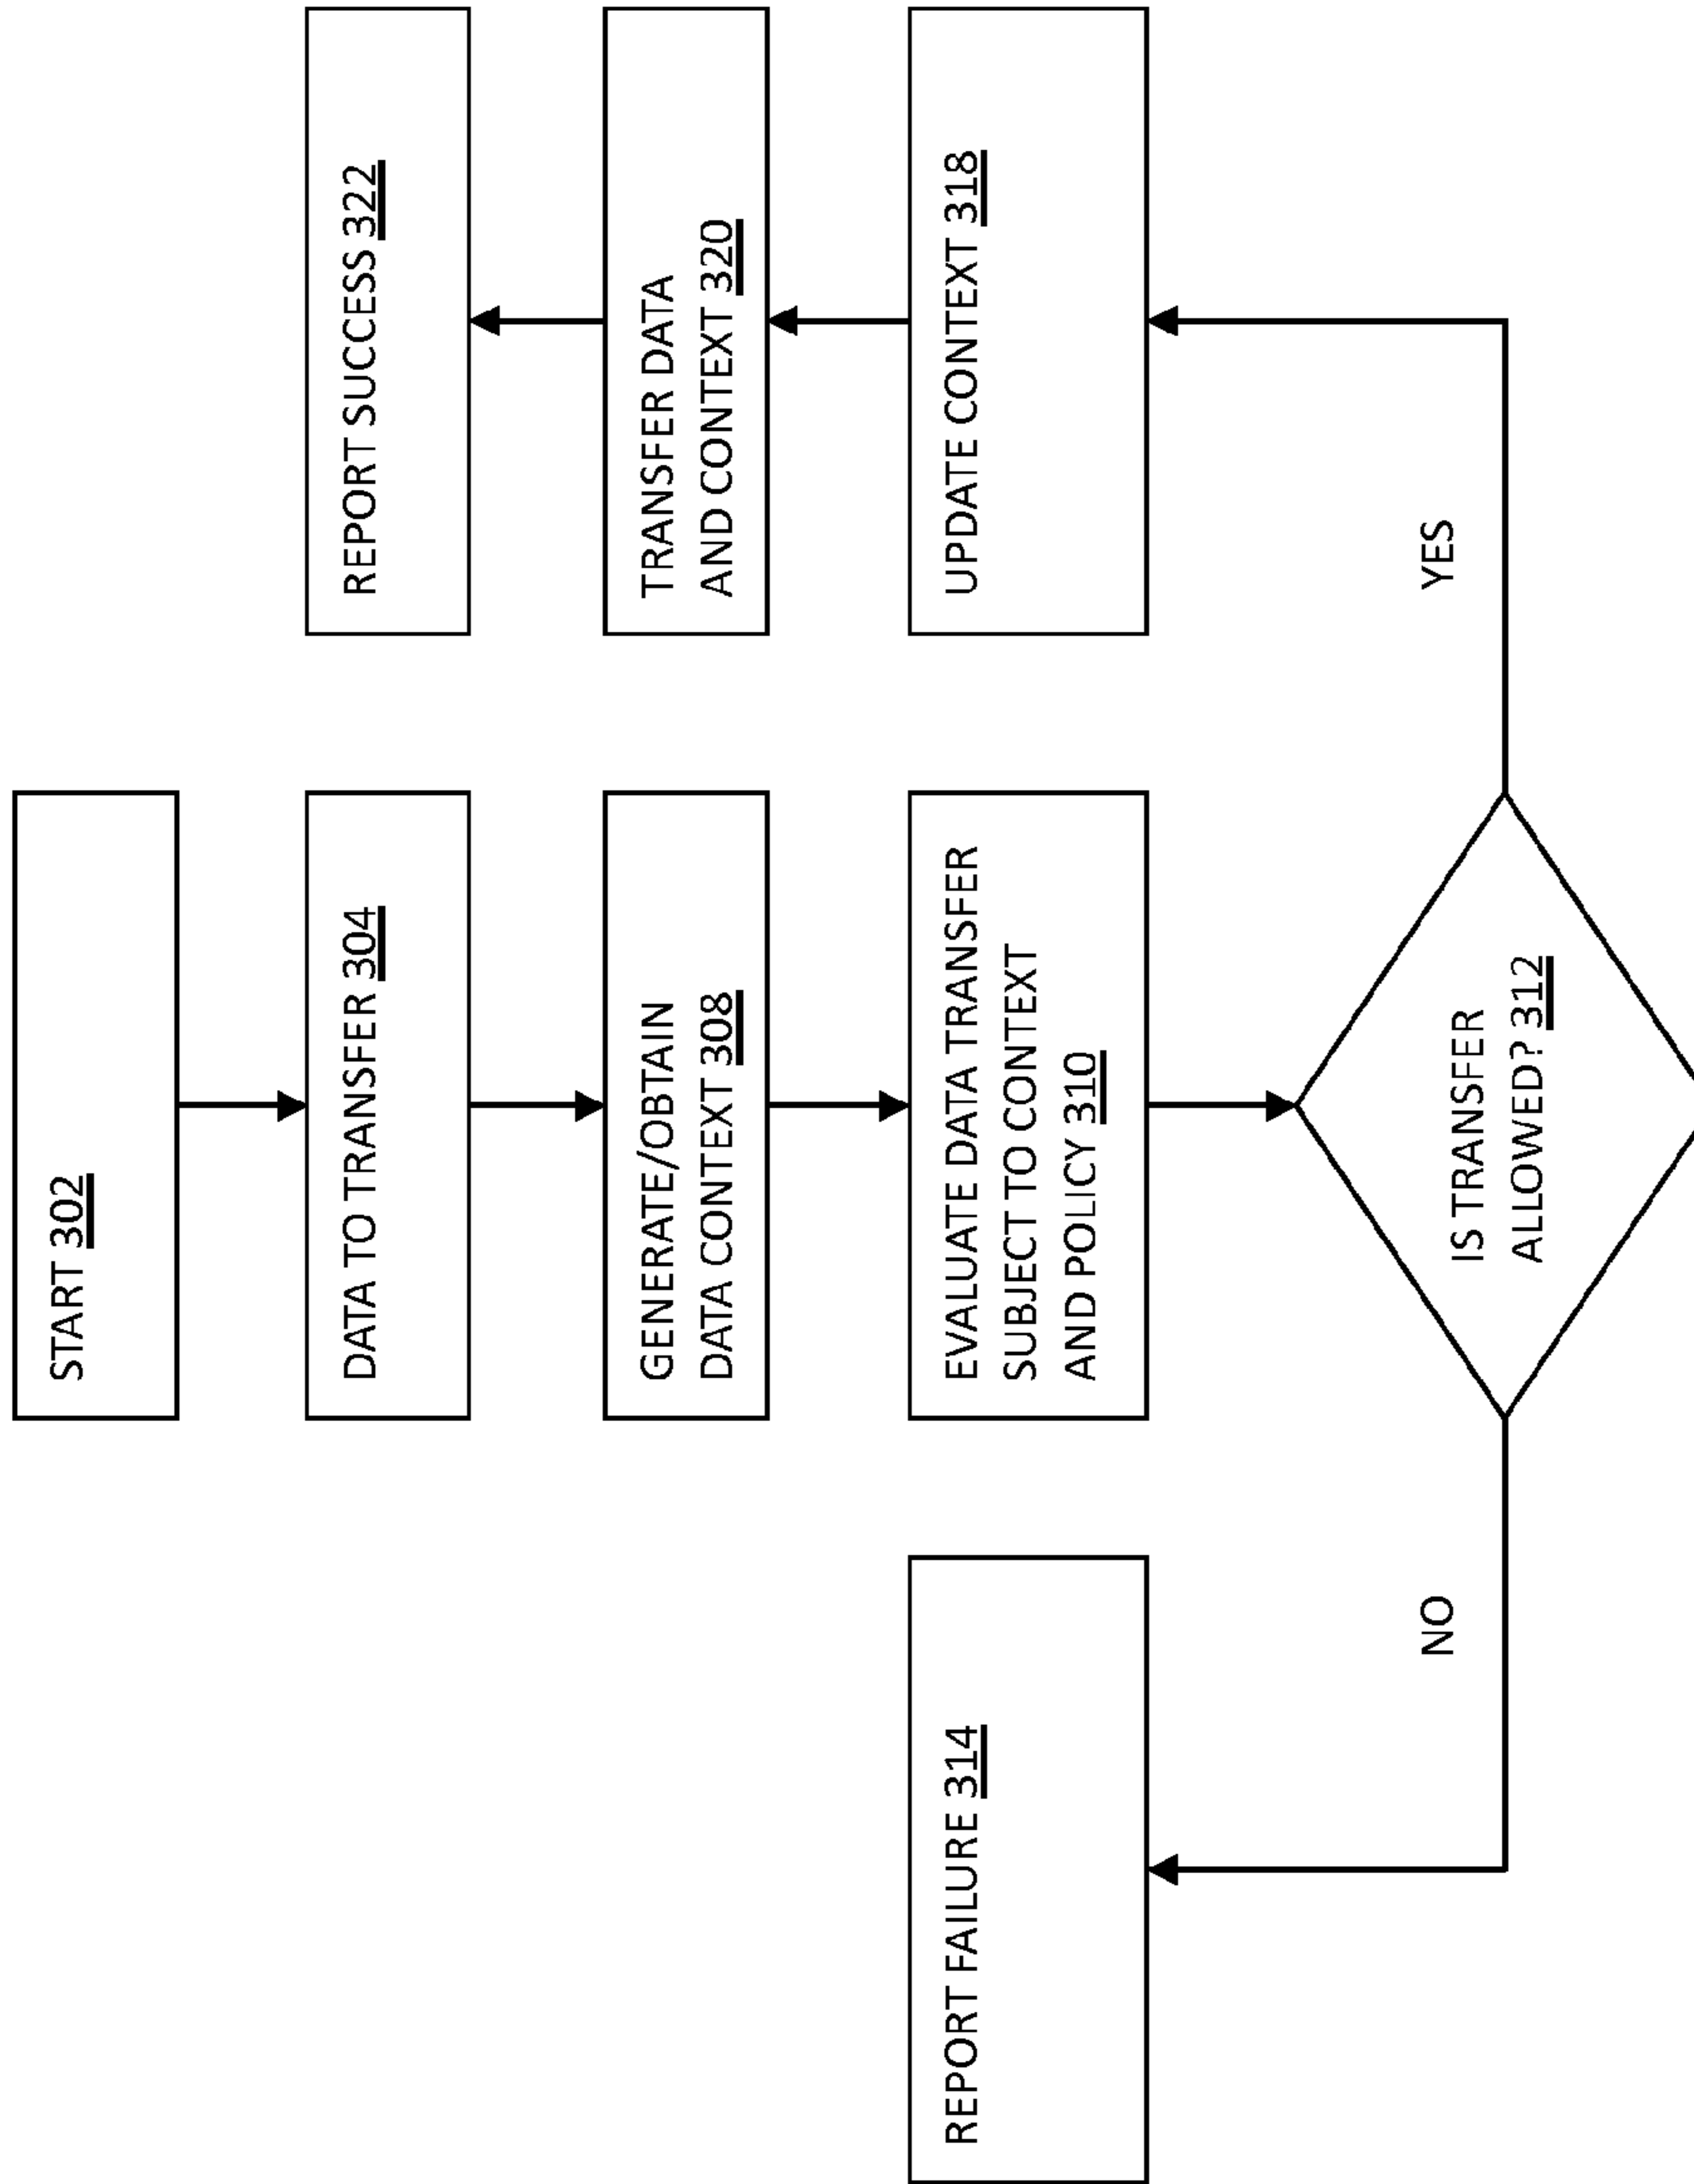 START 302
DATA TO TRANSFER 304
GENERATE/OBTAIN
DATA CONTEXT 308
EVALUATE DATA TRANSFER
SUBJECT TO CONTEXT
AND POLICY 310
IS TRANSFER
ALLOWED? 312
NO
REPORT FAILURE 314
YES
UPDATE CONTEXT 318
TRANSFER DATA
AND CONTEXT 320
REPORT SUCCESS 322